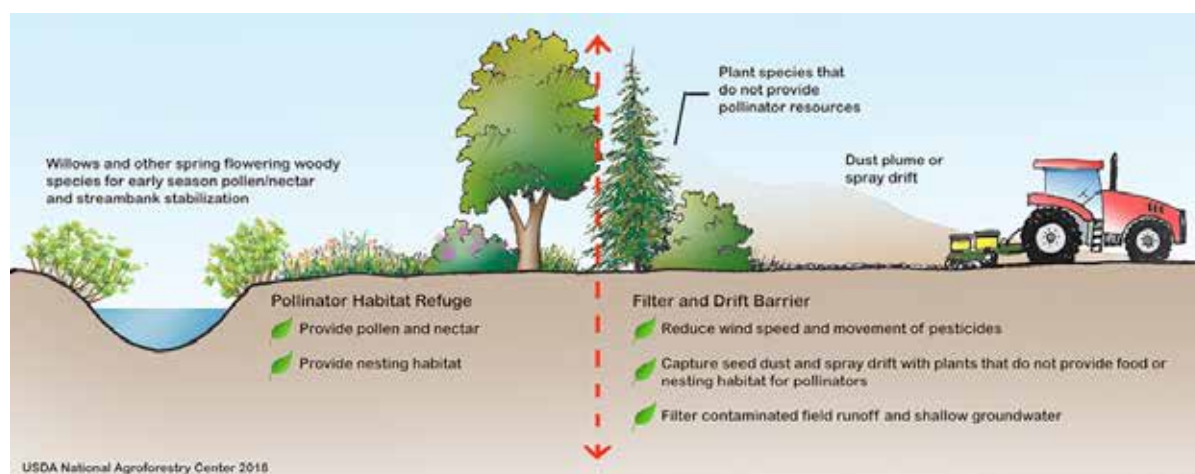 Plant species that
do not provide
pollinator resources
Willows and other spring flowering woody
species for early season pollen/nectar
and streambank stabilization
Dust plume or
spray drift
Pollinator Habitat Refuge
Provide pollen and nectar
Provide nesting habitat
Filter and Drift Barrier
Reduce wind speed and movement of pesticides
Capture seed dust and spray drift with plants that do not provide food or
nesting habitat for pollinators
Filter contaminated field runoff and shallow groundwater
USDA National Agroforestry Center 2016